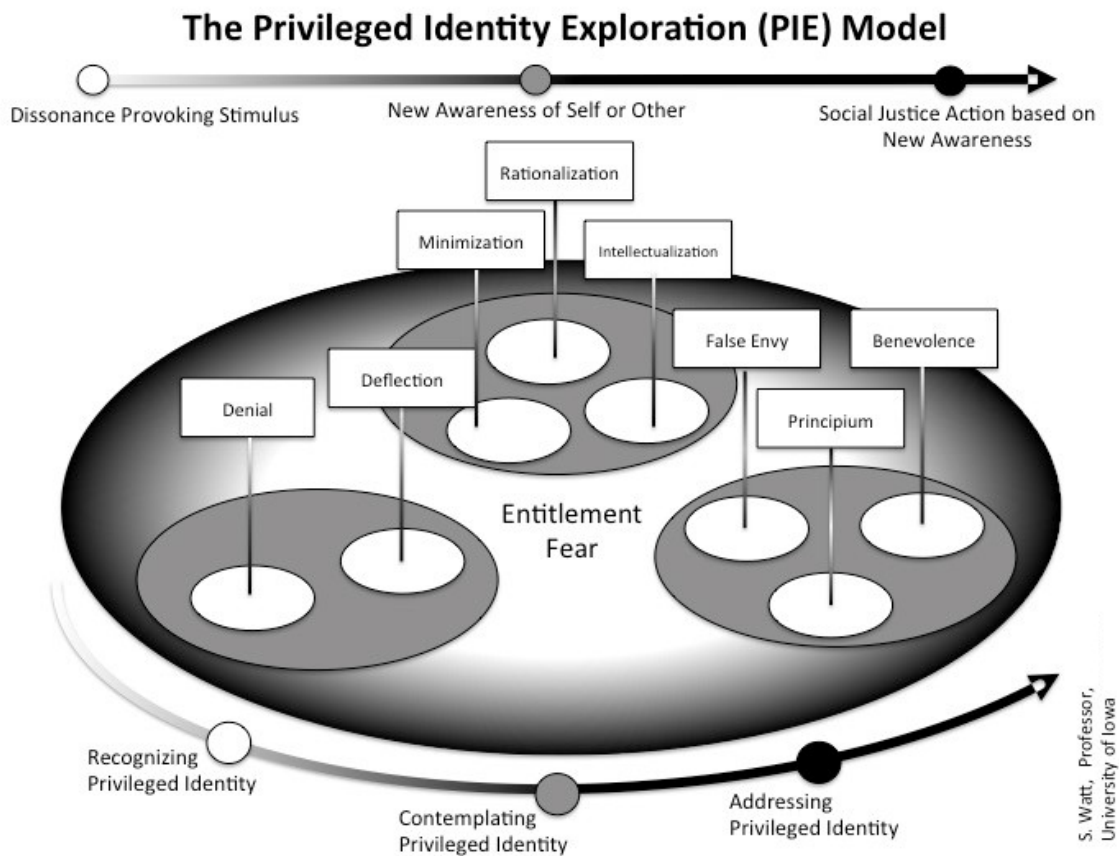 The Privileged Identity Exploration (PIE) Model
Dissonance Provoking Stimulus
New Awareness of Self or Other
Social Justice Action based on
New Awareness
Rationalization
Minimization
Intellectualization
False Envy
Benevolence
Deflection
Denial
Principium
Entitlement
Fear
Recognizing
Privileged Identity
Contemplating
Privileged Identity
Addressing
Privileged Identity
S. Watt, Professor,
University of Iowa